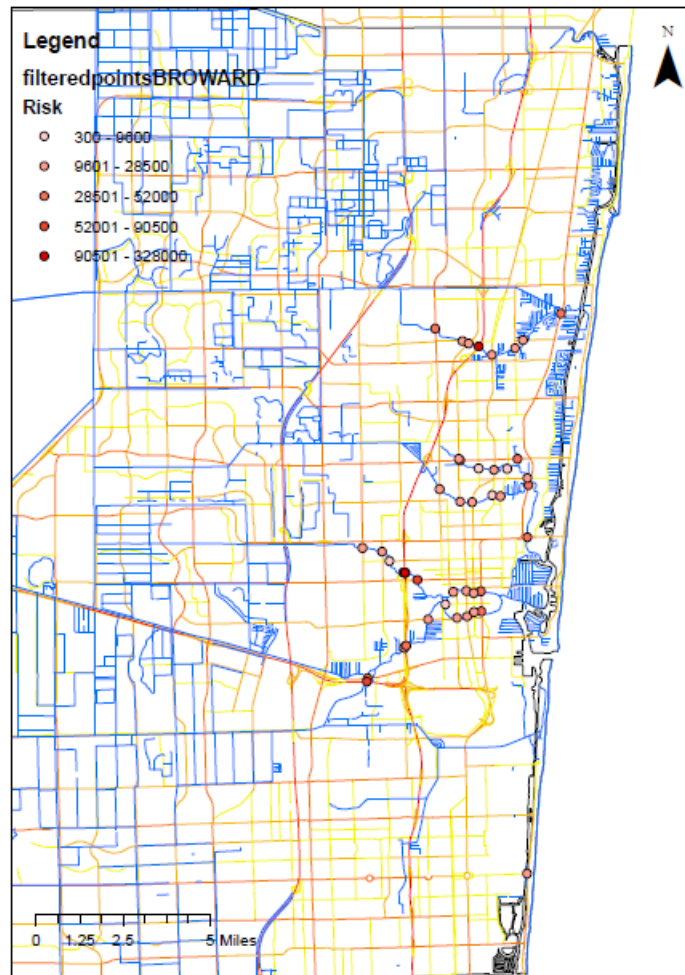 Legend
N
filteredpointsBROWARD
Risk
300 - 9600
9601 - 28500
28501 - 52000
52001 - 90500
90501 - 328000
0 1.25 2.5 5 Miles